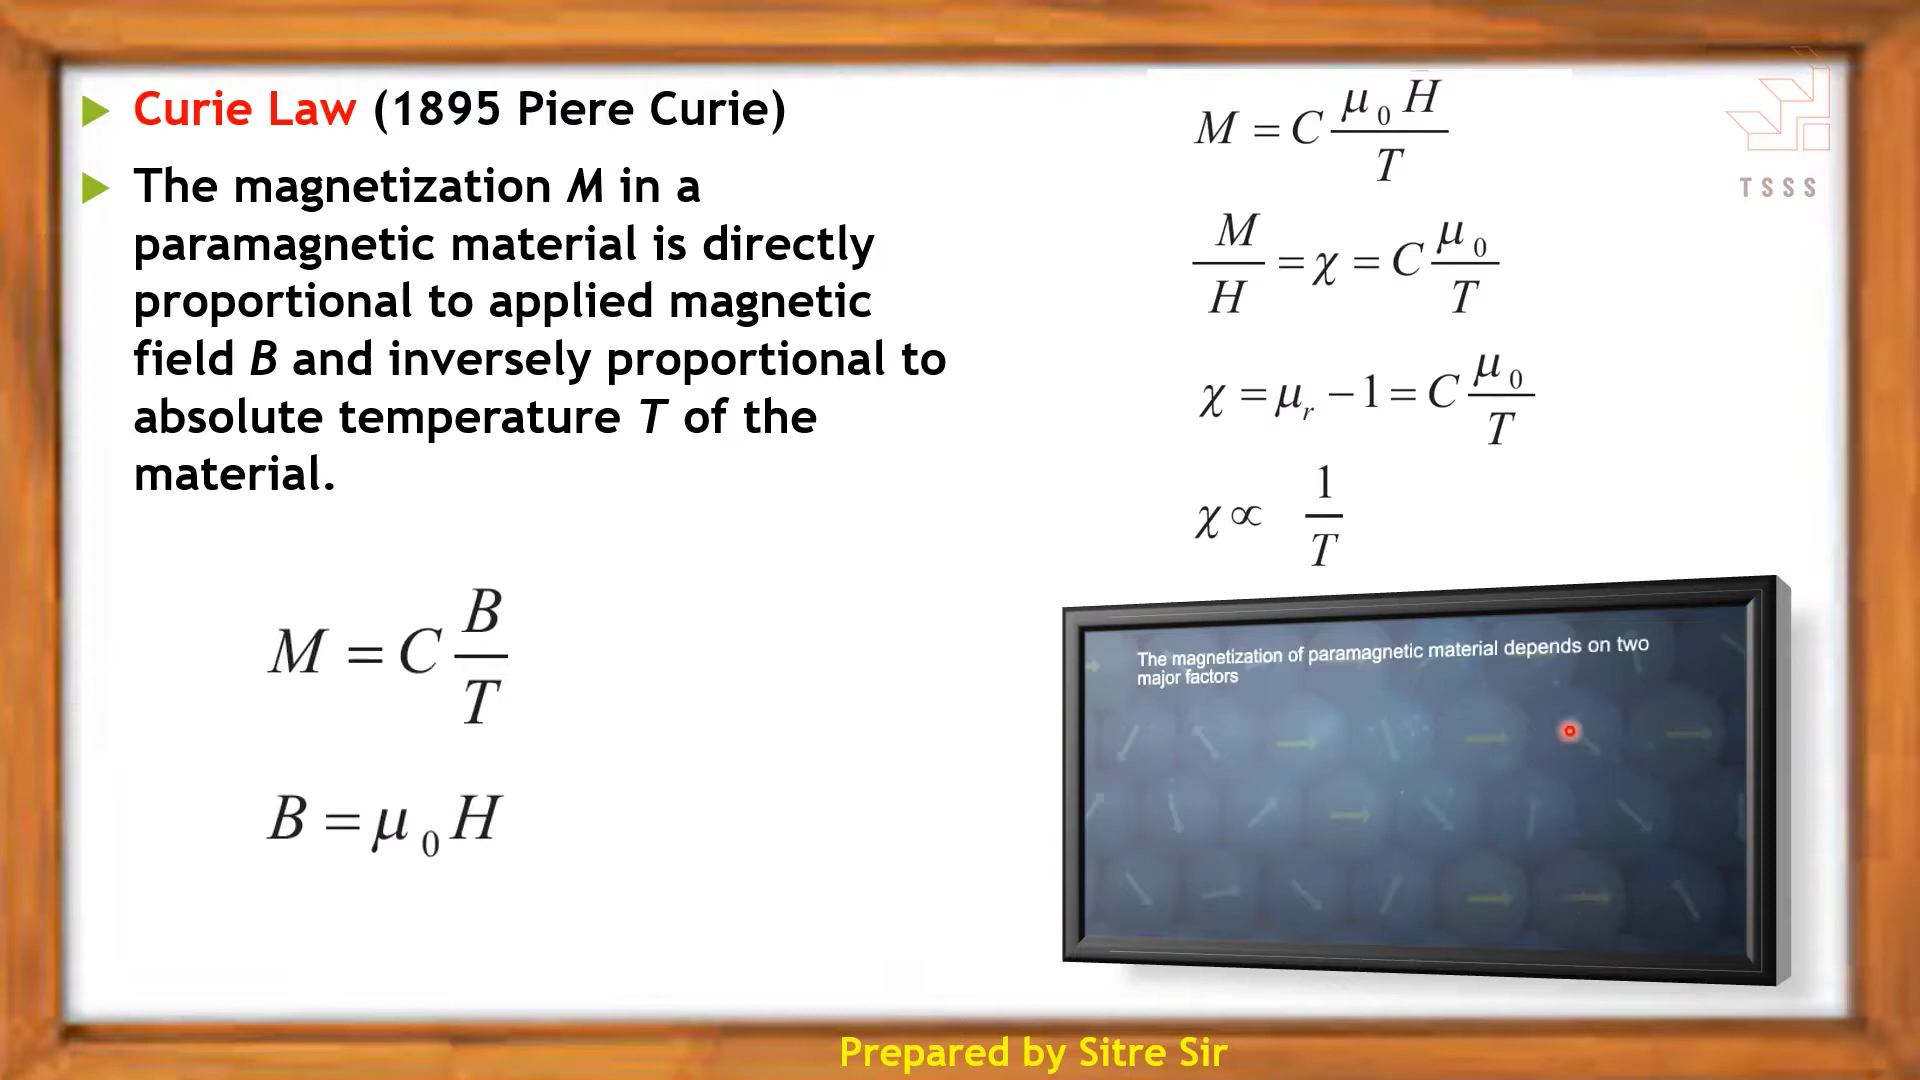 Curie Law (1895 Piere Curie)
The magnetization M in a
paramagnetic material is directly
proportional to applied magnetic
field B and inversely proportional to
absolute temperature T of the
material.
M = C B/T
B = μ₀H
M = C μ₀H/T
M/H = χ = C μ₀/T
χ = μᵣ − 1 = C μ₀/T
χ ∝ 1/T
TSSS
The magnetization of paramagnetic material depends on two
major factors
Prepared by Sitre Sir